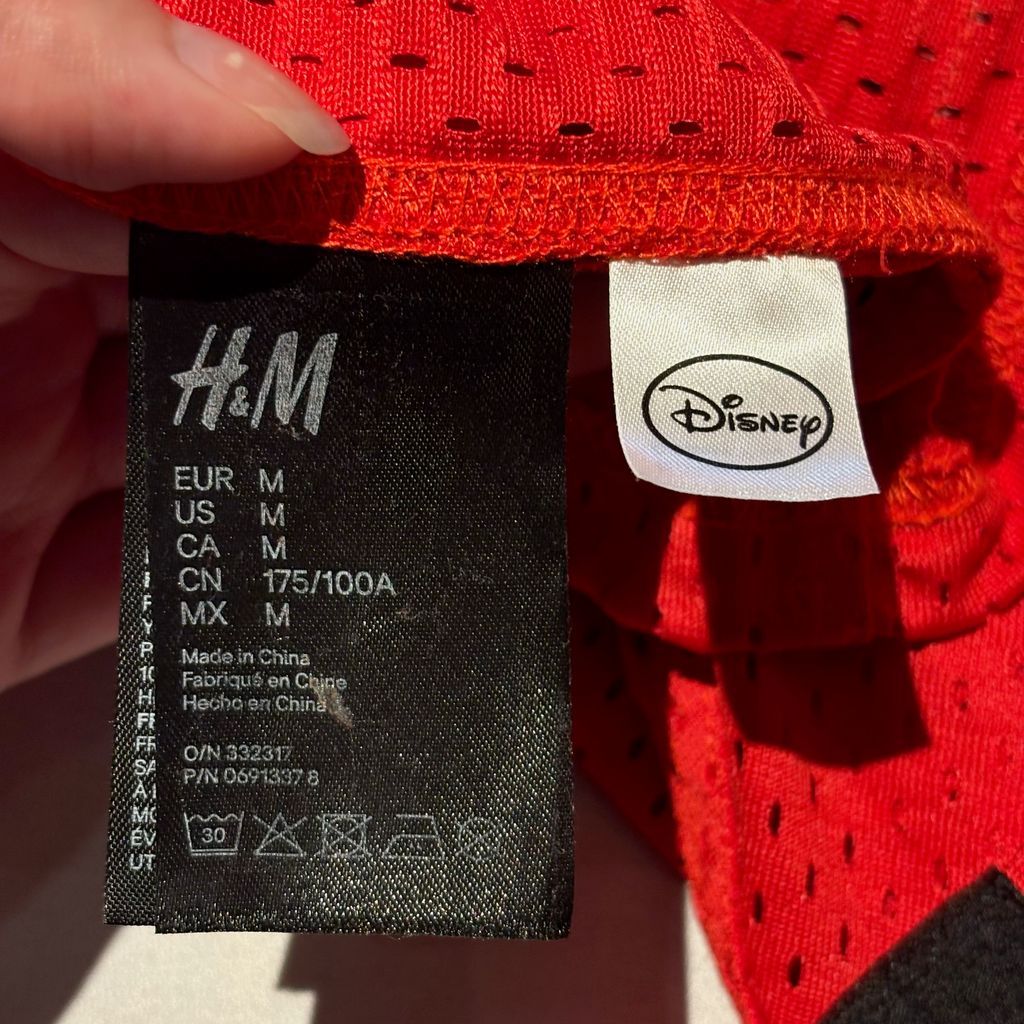 H&M
EUR M
US M
CA M
CN 175/100A
MX M
Made in China
Fabriqué en Chine
Hecho en China
O/N 332317
P/N 0691337 8
30
Disney